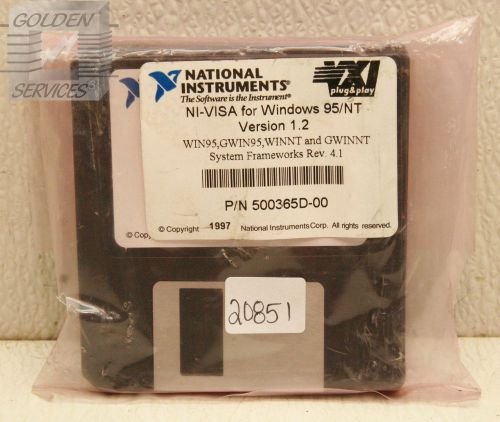 GOLDEN
SERVICES
NATIONAL
INSTRUMENTS®
The Software is the Instrument®
VXI
plug&play
NI-VISA for Windows 95/NT
Version 1.2
WIN95,GWIN95,WINNT and GWINNT
System Frameworks Rev. 4.1
P/N 500365D-00
© Copyright 1997 National Instruments Corp. All rights reserved.
© Cop
20851